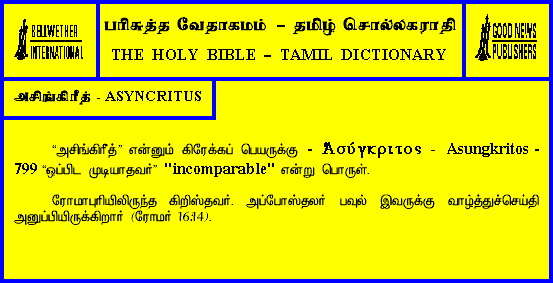 BELLWETHER
INTERNATIONAL
பரிசுத்த வேதாகமம் – தமிழ் சொல்லகராதி
THE HOLY BIBLE – TAMIL DICTIONARY
GOOD NEWS
PUBLISHERS
அசிங்கிரீத் - ASYNCRITUS
“அசிங்கிரீத்” என்னும் கிரேக்கப் பெயருக்கு - Ἀσύγκριτος - Asungkritos -
799 “ஒப்பிட முடியாதவர்” "incomparable" என்று பொருள்.
ரோமாபுரியிலிருந்த கிறிஸ்தவர். அப்போஸ்தலர் பவுல் இவருக்கு வாழ்த்துச்செய்தி
அனுப்பியிருக்கிறார் (ரோமர் 16:14).